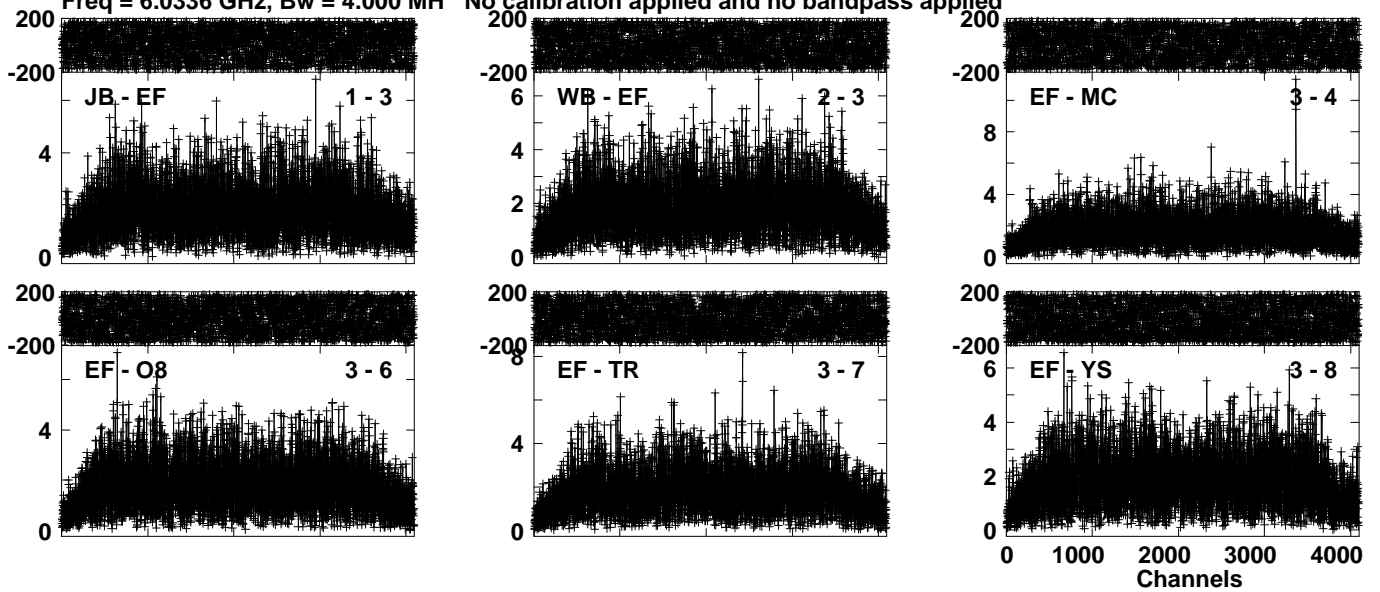 Freq = 6.0336 GHz, Bw = 4.000 MH No calibration applied and no bandpass applied
200 200 200
-200 -200 -200
JB - EF 1 - 3 WB - EF 2 - 3 EF - MC 3 - 4
6
8
4 4 4
2
0 0 0
200 200 200
-200 -200 -200
EF - O8 3 - 6 8 EF - TR 3 - 7 6 EF - YS 3 - 8
4 4 4
2
0 0 0
0 1000 2000 3000 4000
Channels